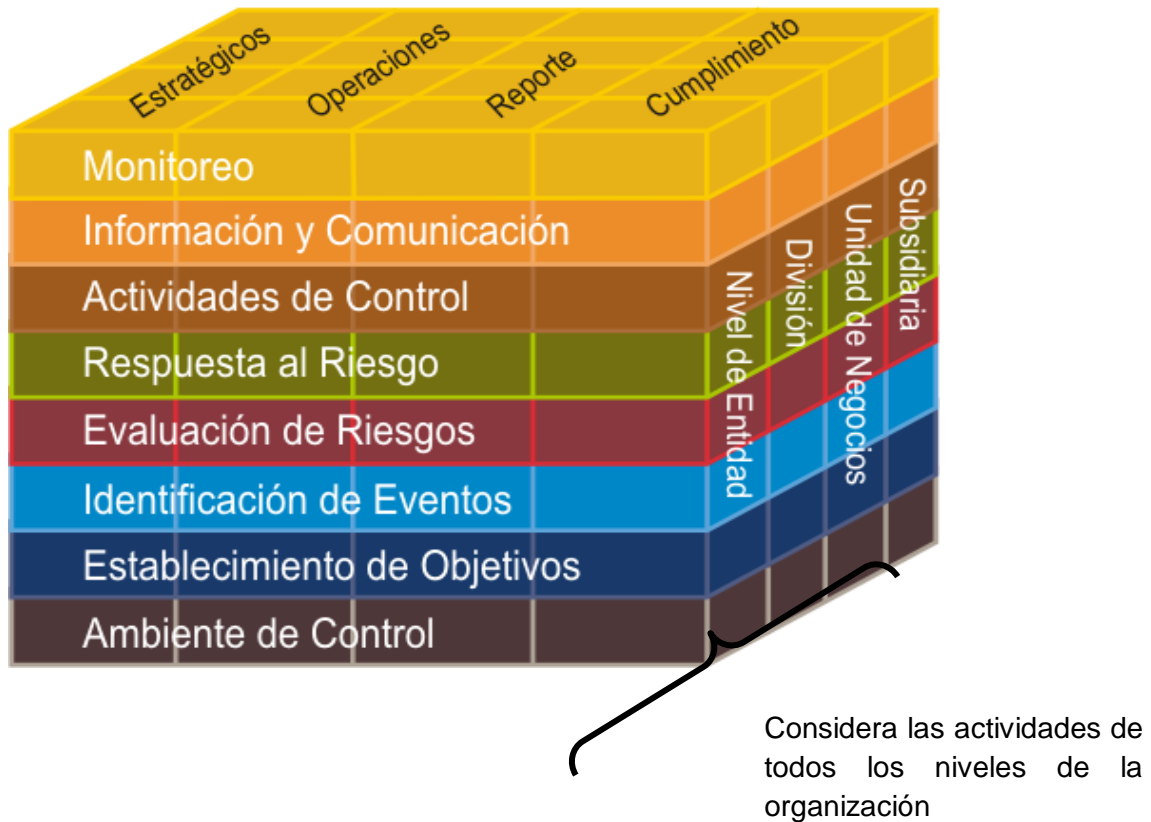 Estratégicos
Operaciones
Reporte
Cumplimiento
Monitoreo
Información y Comunicación
Actividades de Control
Respuesta al Riesgo
Evaluación de Riesgos
Identificación de Eventos
Establecimiento de Objetivos
Ambiente de Control
Nivel de Entidad
División
Unidad de Negocios
Subsidiaria
Considera las actividades de
todos los niveles de la
organización